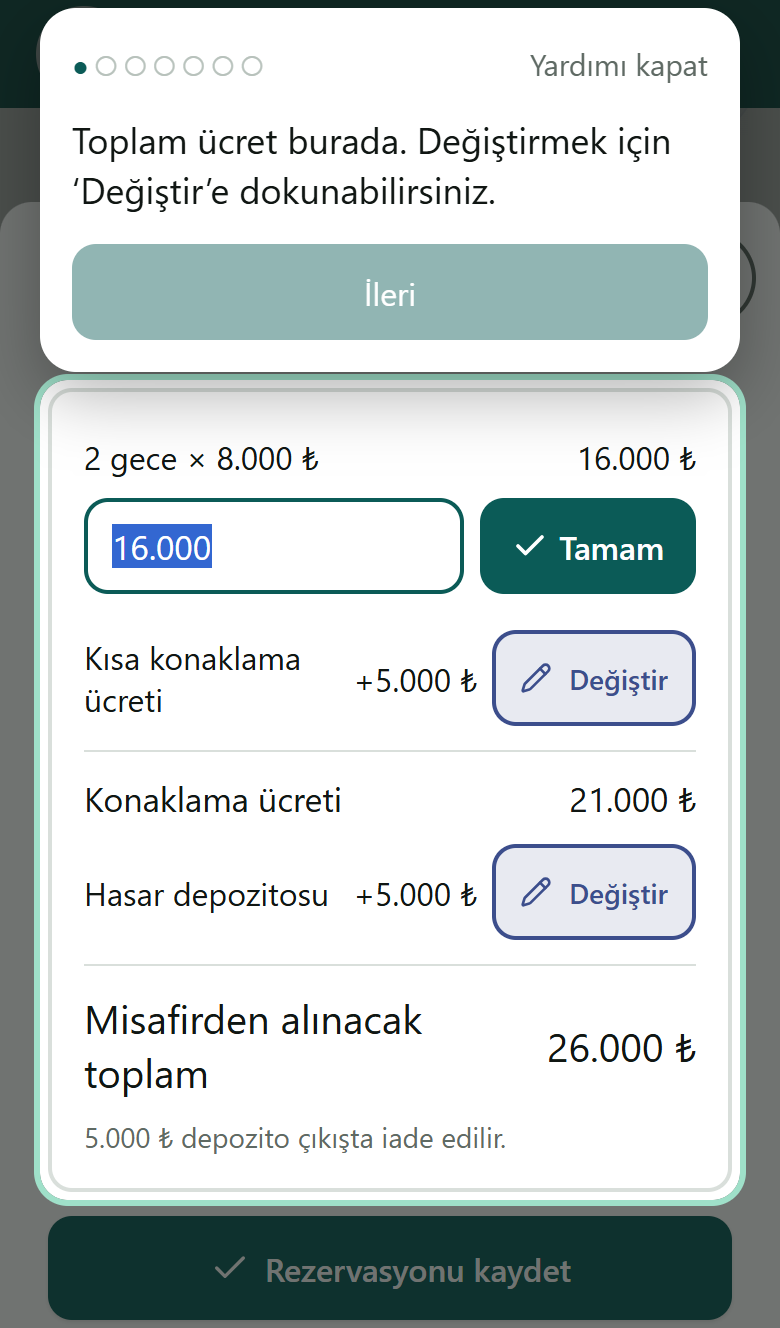 Yardımı kapat
Toplam ücret burada. Değiştirmek için
‘Değiştir’e dokunabilirsiniz.
İleri
2 gece × 8.000 ₺ 16.000 ₺
16.000 Tamam
Kısa konaklama
ücreti +5.000 ₺ Değiştir
Konaklama ücreti 21.000 ₺
Hasar depozitosu +5.000 ₺ Değiştir
Misafirden alınacak
toplam 26.000 ₺
5.000 ₺ depozito çıkışta iade edilir.
Rezervasyonu kaydet